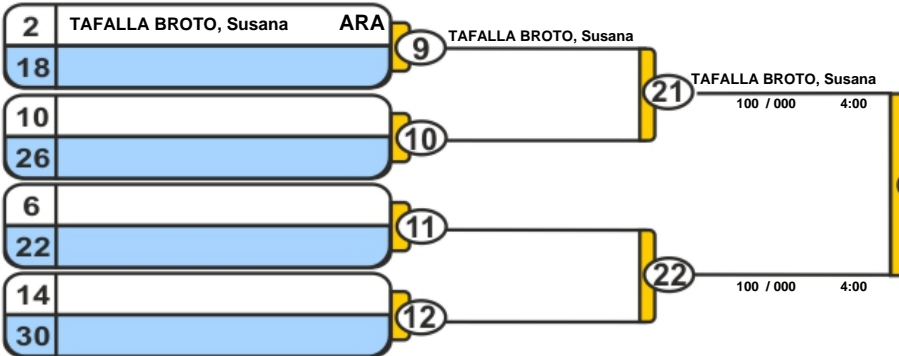 2 TAFALLA BROTO, Susana ARA
18
9
TAFALLA BROTO, Susana
10
26
10
21
TAFALLA BROTO, Susana
100 / 000 4:00
6
22
11
14
30
12
22
100 / 000 4:00